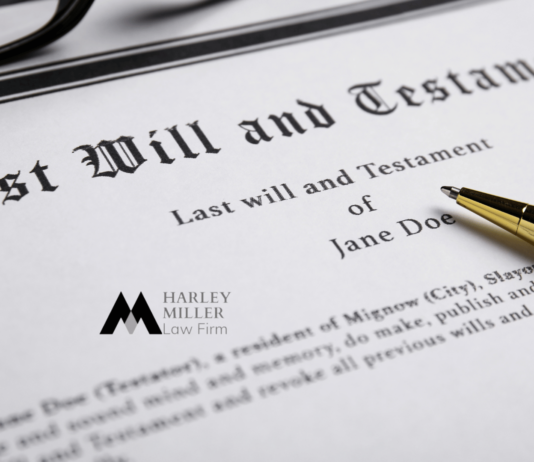 st Will and Testam
Last will and Testament
of
Jane Doe
HARLEY
MILLER
Law Firm
ane Doe (Testator), a resident of Mignow (City), Slayo
and sound mind and memory, do make, publish and
and Testament and revoke all previous wills and